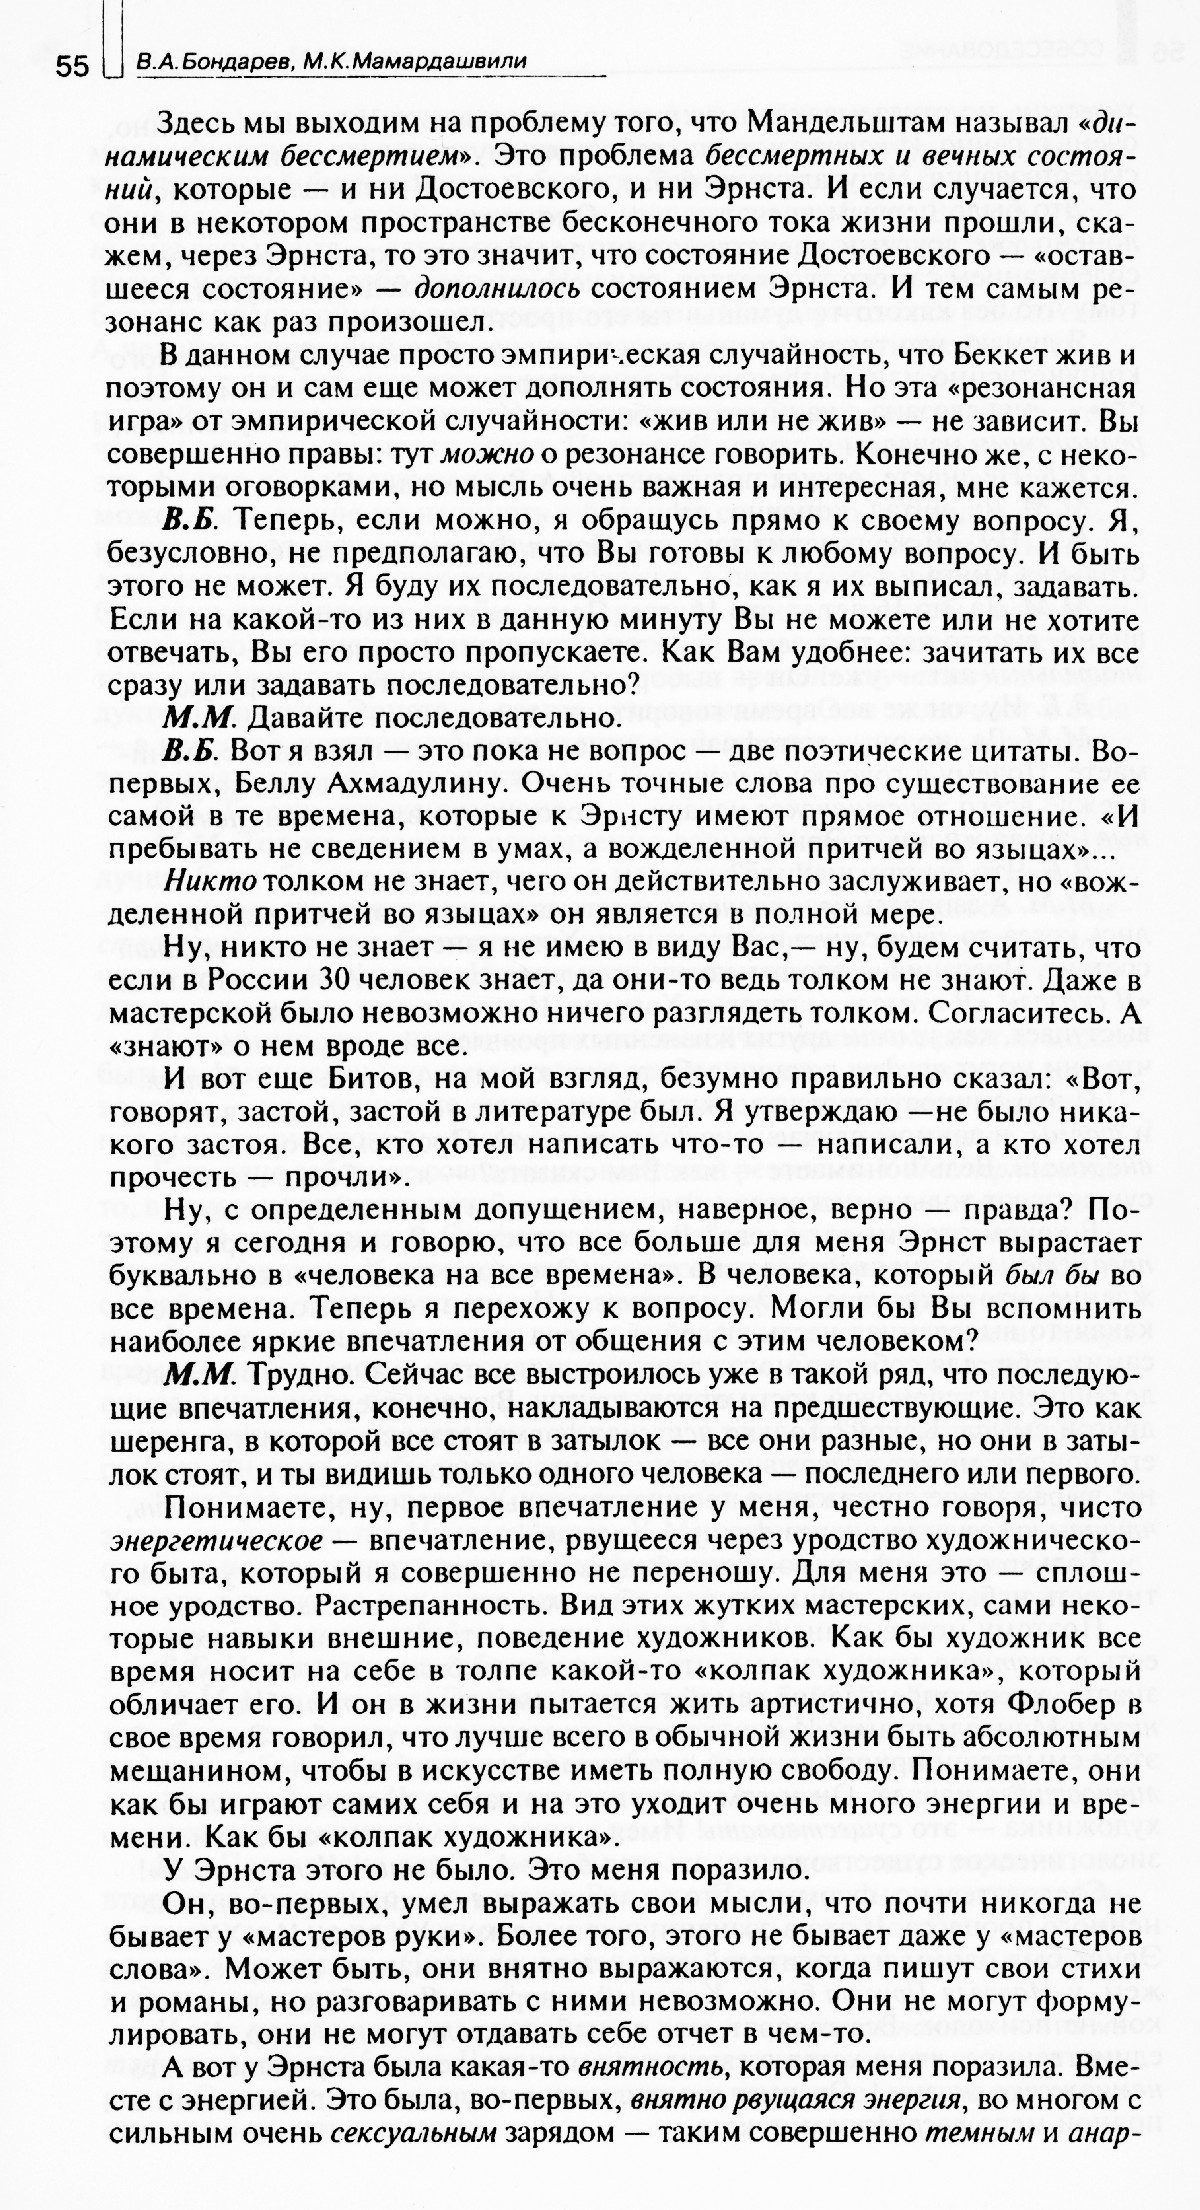 55 В.А.Бондарев, М.К.Мамардашвили
Здесь мы выходим на проблему того, что Мандельштам называл «ди-
намическим бессмертием». Это проблема бессмертных и вечных состоя-
ний, которые — и ни Достоевского, и ни Эрнста. И если случается, что
они в некотором пространстве бесконечного тока жизни прошли, ска-
жем, через Эрнста, то это значит, что состояние Достоевского — «остав-
шееся состояние» — дополнилось состоянием Эрнста. И тем самым ре-
зонанс как раз произошел.
В данном случае просто эмпирическая случайность, что Беккет жив и
поэтому он и сам еще может дополнять состояния. Но эта «резонансная
игра» от эмпирической случайности: «жив или не жив» — не зависит. Вы
совершенно правы: тут можно о резонансе говорить. Конечно же, с неко-
торыми оговорками, но мысль очень важная и интересная, мне кажется.
В.Б. Теперь, если можно, я обращусь прямо к своему вопросу. Я,
безусловно, не предполагаю, что Вы готовы к любому вопросу. И быть
этого не может. Я буду их последовательно, как я их выписал, задавать.
Если на какой-то из них в данную минуту Вы не можете или не хотите
отвечать, Вы его просто пропускаете. Как Вам удобнее: зачитать их все
сразу или задавать последовательно?
М.М. Давайте последовательно.
В.Б. Вот я взял — это пока не вопрос — две поэтические цитаты. Во-
первых, Беллу Ахмадулину. Очень точные слова про существование ее
самой в те времена, которые к Эрнсту имеют прямое отношение. «И
пребывать не сведением в умах, а вожделенной притчей во языцах»...
Никто толком не знает, чего он действительно заслуживает, но «вож-
деленной притчей во языцах» он является в полной мере.
Ну, никто не знает — я не имею в виду Вас,— ну, будем считать, что
если в России 30 человек знает, да они-то ведь толком не знают. Даже в
мастерской было невозможно ничего разглядеть толком. Согласитесь. А
«знают» о нем вроде все.
И вот еще Битов, на мой взгляд, безумно правильно сказал: «Вот,
говорят, застой, застой в литературе был. Я утверждаю —не было ника-
кого застоя. Все, кто хотел написать что-то — написали, а кто хотел
прочесть — прочли».
Ну, с определенным допущением, наверное, верно — правда? По-
этому я сегодня и говорю, что все больше для меня Эрнст вырастает
буквально в «человека на все времена». В человека, который был бы во
все времена. Теперь я перехожу к вопросу. Могли бы Вы вспомнить
наиболее яркие впечатления от общения с этим человеком?
М.М. Трудно. Сейчас все выстроилось уже в такой ряд, что последую-
щие впечатления, конечно, накладываются на предшествующие. Это как
шеренга, в которой все стоят в затылок — все они разные, но они в заты-
лок стоят, и ты видишь только одного человека — последнего или первого.
Понимаете, ну, первое впечатление у меня, честно говоря, чисто
энергетическое — впечатление, рвущееся через уродство художническо-
го быта, который я совершенно не переношу. Для меня это — сплош-
ное уродство. Растрепанность. Вид этих жутких мастерских, сами неко-
торые навыки внешние, поведение художников. Как бы художник все
время носит на себе в толпе какой-то «колпак художника», который
обличает его. И он в жизни пытается жить артистично, хотя Флобер в
свое время говорил, что лучше всего в обычной жизни быть абсолютным
мещанином, чтобы в искусстве иметь полную свободу. Понимаете, они
как бы играют самих себя и на это уходит очень много энергии и вре-
мени. Как бы «колпак художника».
У Эрнста этого не было. Это меня поразило.
Он, во-первых, умел выражать свои мысли, что почти никогда не
бывает у «мастеров руки». Более того, этого не бывает даже у «мастеров
слова». Может быть, они внятно выражаются, когда пишут свои стихи
и романы, но разговаривать с ними невозможно. Они не могут форму-
лировать, они не могут отдавать себе отчет в чем-то.
А вот у Эрнста была какая-то внятность, которая меня поразила. Вме-
сте с энергией. Это была, во-первых, внятно рвущаяся энергия, во многом с
сильным очень сексуальным зарядом — таким совершенно темным и анар-